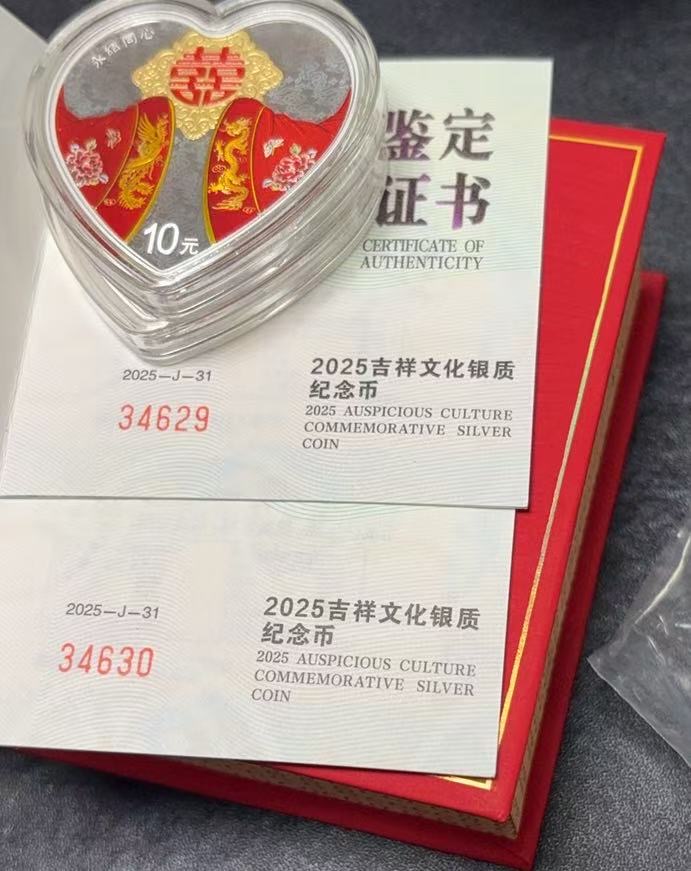 永结同心
囍
10元
鉴定
证书
CERTIFICATE OF
AUTHENTICITY
2025—J—31
34629
2025吉祥文化银质
纪念币
2025 AUSPICIOUS CULTURE
COMMEMORATIVE SILVER
COIN
2025—J—31
34630
2025吉祥文化银质
纪念币
2025 AUSPICIOUS CULTURE
COMMEMORATIVE SILVER
COIN